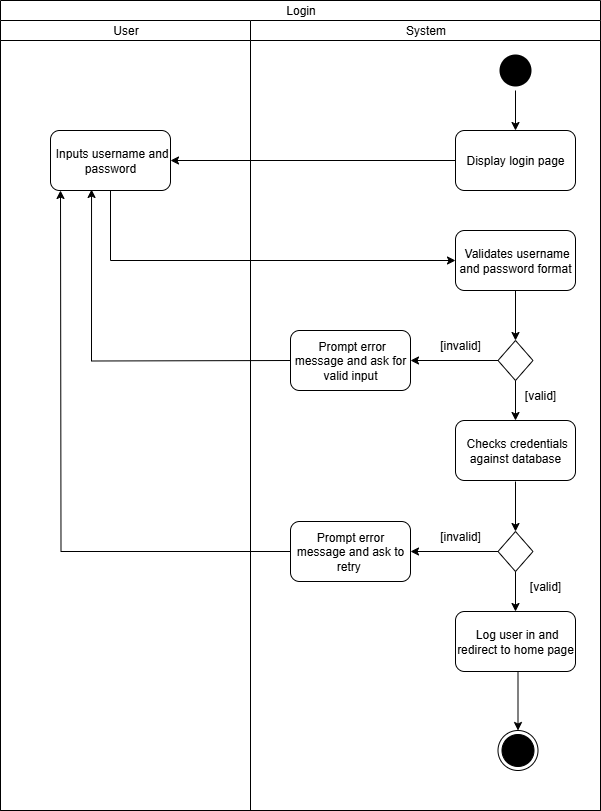 Login
User
System
Display login page
Inputs username and
password
Validates username
and password format
[invalid]
Prompt error
message and ask for
valid input
[valid]
Checks credentials
against database
[invalid]
Prompt error
message and ask to
retry
[valid]
Log user in and
redirect to home page